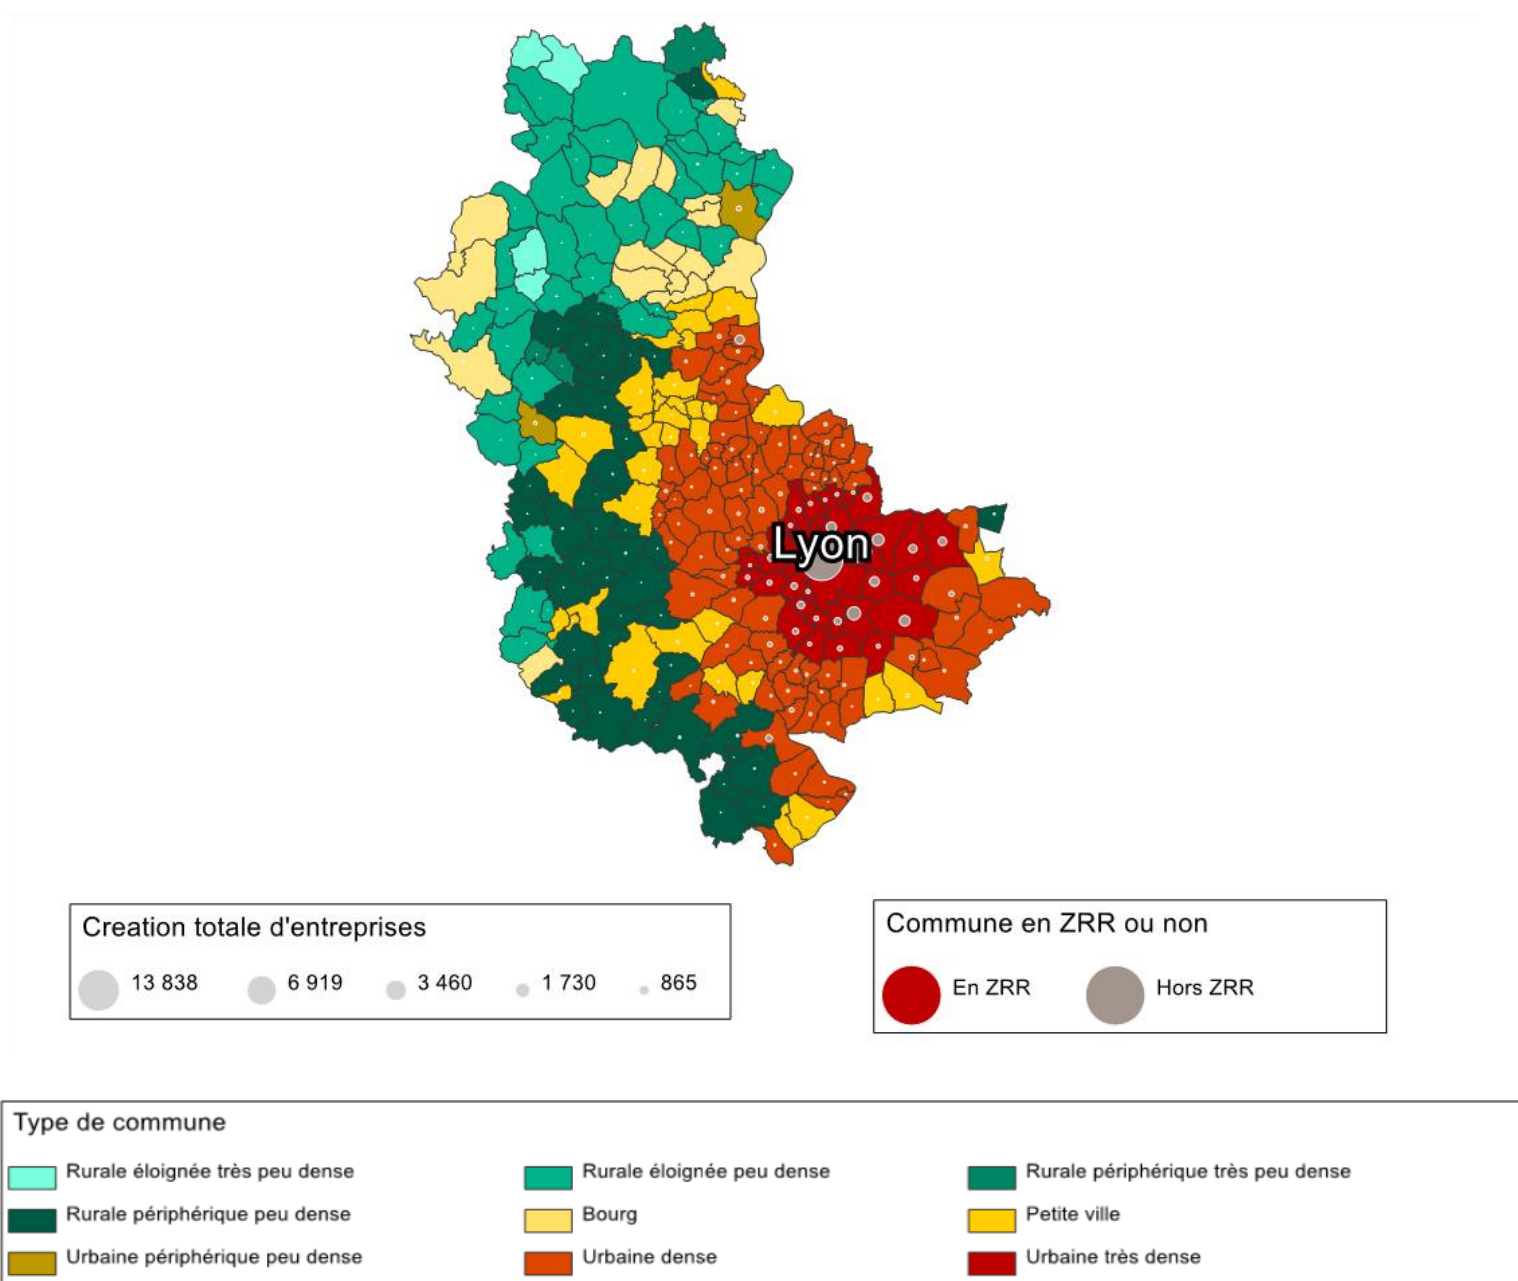 Lyon
Creation totale d'entreprises
13 838 6 919 3 460 1 730 865
Commune en ZRR ou non
En ZRR Hors ZRR
Type de commune
Rurale éloignée très peu dense Rurale éloignée peu dense Rurale périphérique très peu dense
Rurale périphérique peu dense Bourg Petite ville
Urbaine périphérique peu dense Urbaine dense Urbaine très dense